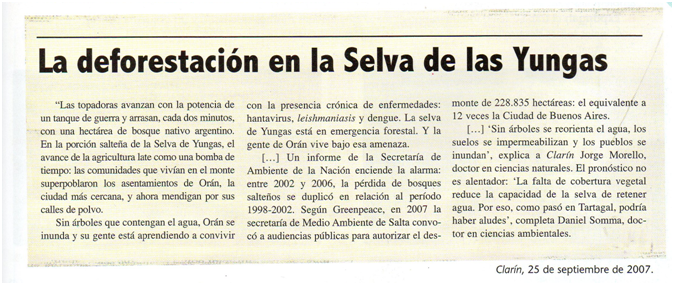 La deforestación en la Selva de las Yungas
“Las topadoras avanzan con la potencia de
un tanque de guerra y arrasan, cada dos minutos,
con una hectárea de bosque nativo argentino.
En la porción salteña de la Selva de Yungas, el
avance de la agricultura late como una bomba de
tiempo: las comunidades que vivían en el monte
superpoblaron los asentamientos de Orán, la
ciudad más cercana, y ahora mendigan por sus
calles de polvo.
Sin árboles que contengan el agua, Orán se
inunda y su gente está aprendiendo a convivir
con la presencia crónica de enfermedades:
hantavirus, leishmaniasis y dengue. La selva
de Yungas está en emergencia forestal. Y la
gente de Orán vive bajo esa amenaza.
[…] Un informe de la Secretaría de
Ambiente de la Nación enciende la alarma:
entre 2002 y 2006, la pérdida de bosques
salteños se duplicó en relación al período
1998-2002. Según Greenpeace, en 2007 la
secretaría de Medio Ambiente de Salta convo-
có a audiencias públicas para autorizar el des-
monte de 228.835 hectáreas: el equivalente a
12 veces la Ciudad de Buenos Aires.
[…] ‘Sin árboles se reorienta el agua, los
suelos se impermeabilizan y los pueblos se
inundan’, explica a Clarín Jorge Morello,
doctor en ciencias naturales. El pronóstico no
es alentador: ‘La falta de cobertura vegetal
reduce la capacidad de la selva de retener
agua. Por eso, como pasó en Tartagal, podría
haber aludes’, completa Daniel Somma, doc-
tor en ciencias ambientales.
Clarín, 25 de septiembre de 2007.